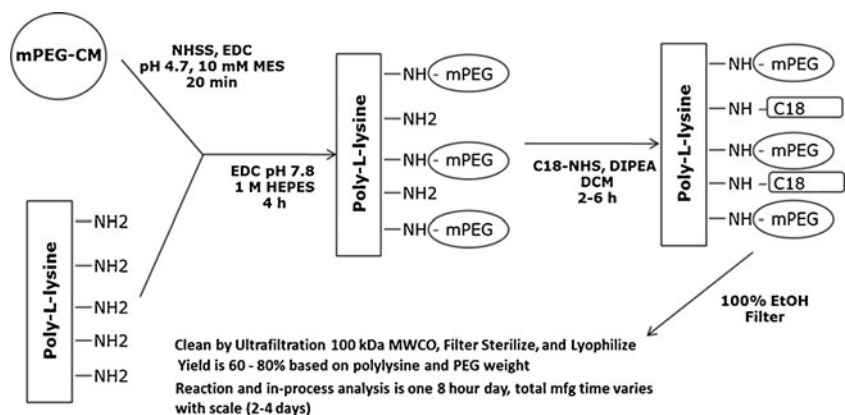 mPEG-CM
NHSS, EDC
pH 4.7, 10 mM MES
20 min
Poly-L-lysine
NH2
NH2
NH2
NH2
NH2
EDC pH 7.8
1 M HEPES
4 h
Poly-L-lysine
NH - mPEG
NH2
NH - mPEG
NH2
NH - mPEG
C18-NHS, DIPEA
DCM
2-6 h
Poly-L-lysine
NH - mPEG
NH - C18
NH - mPEG
NH - C18
NH - mPEG
100% EtOH
Filter
Clean by Ultrafiltration 100 kDa MWCO, Filter Sterilize, and Lyophilize
Yield is 60 - 80% based on polylysine and PEG weight
Reaction and in-process analysis is one 8 hour day, total mfg time varies
with scale (2-4 days)